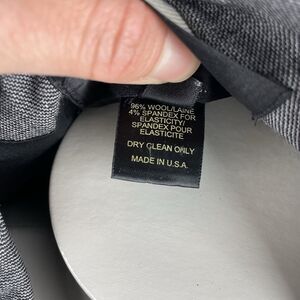 96% WOOL/LAINE
4% SPANDEX FOR
ELASTICITY/
SPANDEX POUR
ELASTICITE
DRY CLEAN ONLY
MADE IN U.S.A.